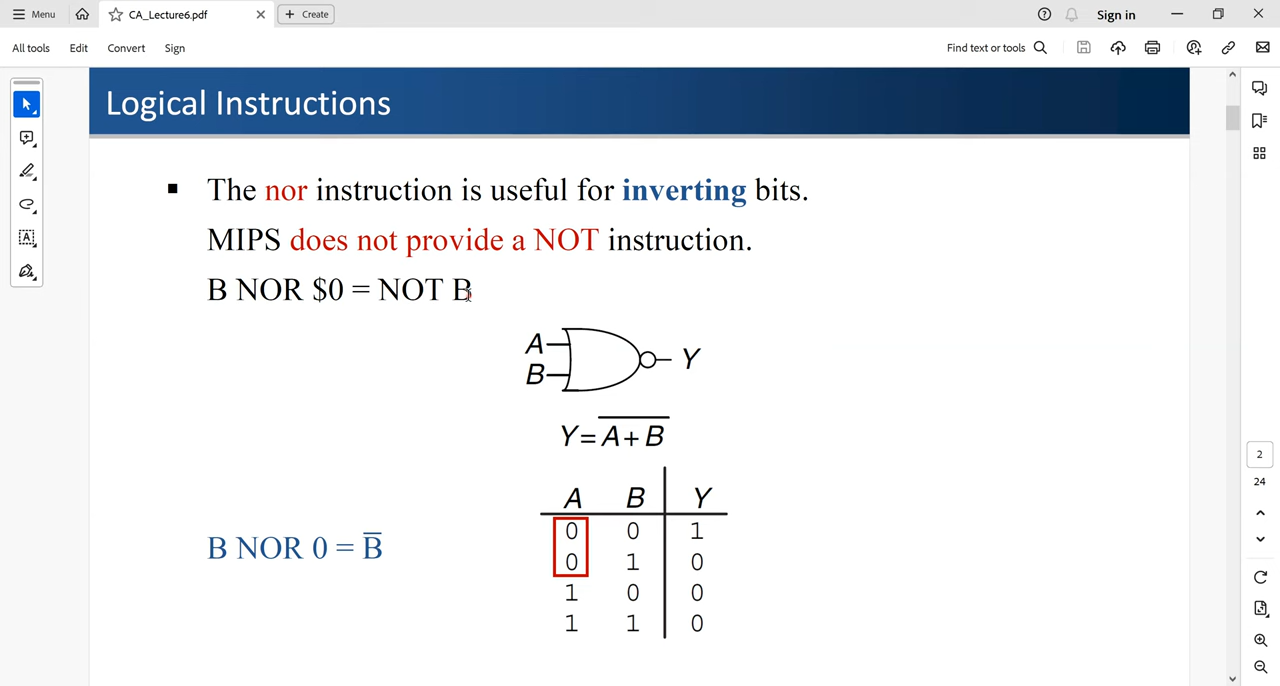 Menu
CA_Lecture6.pdf
Create
Sign in
All tools
Edit
Convert
Sign
Find text or tools
Logical Instructions
The nor instruction is useful for inverting bits.
MIPS does not provide a NOT instruction.
B NOR $0 = NOT B
A
B
Y
Y = \overline{A + B}
A B Y
0 0 1
0 1 0
1 0 0
1 1 0
B NOR 0 = B̅
2
24